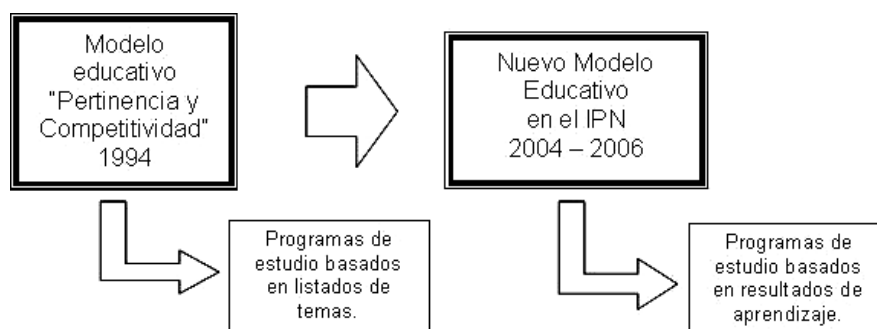 Modelo
educativo
"Pertinencia y
Competitividad"
1994
Nuevo Modelo
Educativo
en el IPN
2004 – 2006
Programas de
estudio basados
en listados de
temas.
Programas de
estudio basados
en resultados de
aprendizaje.